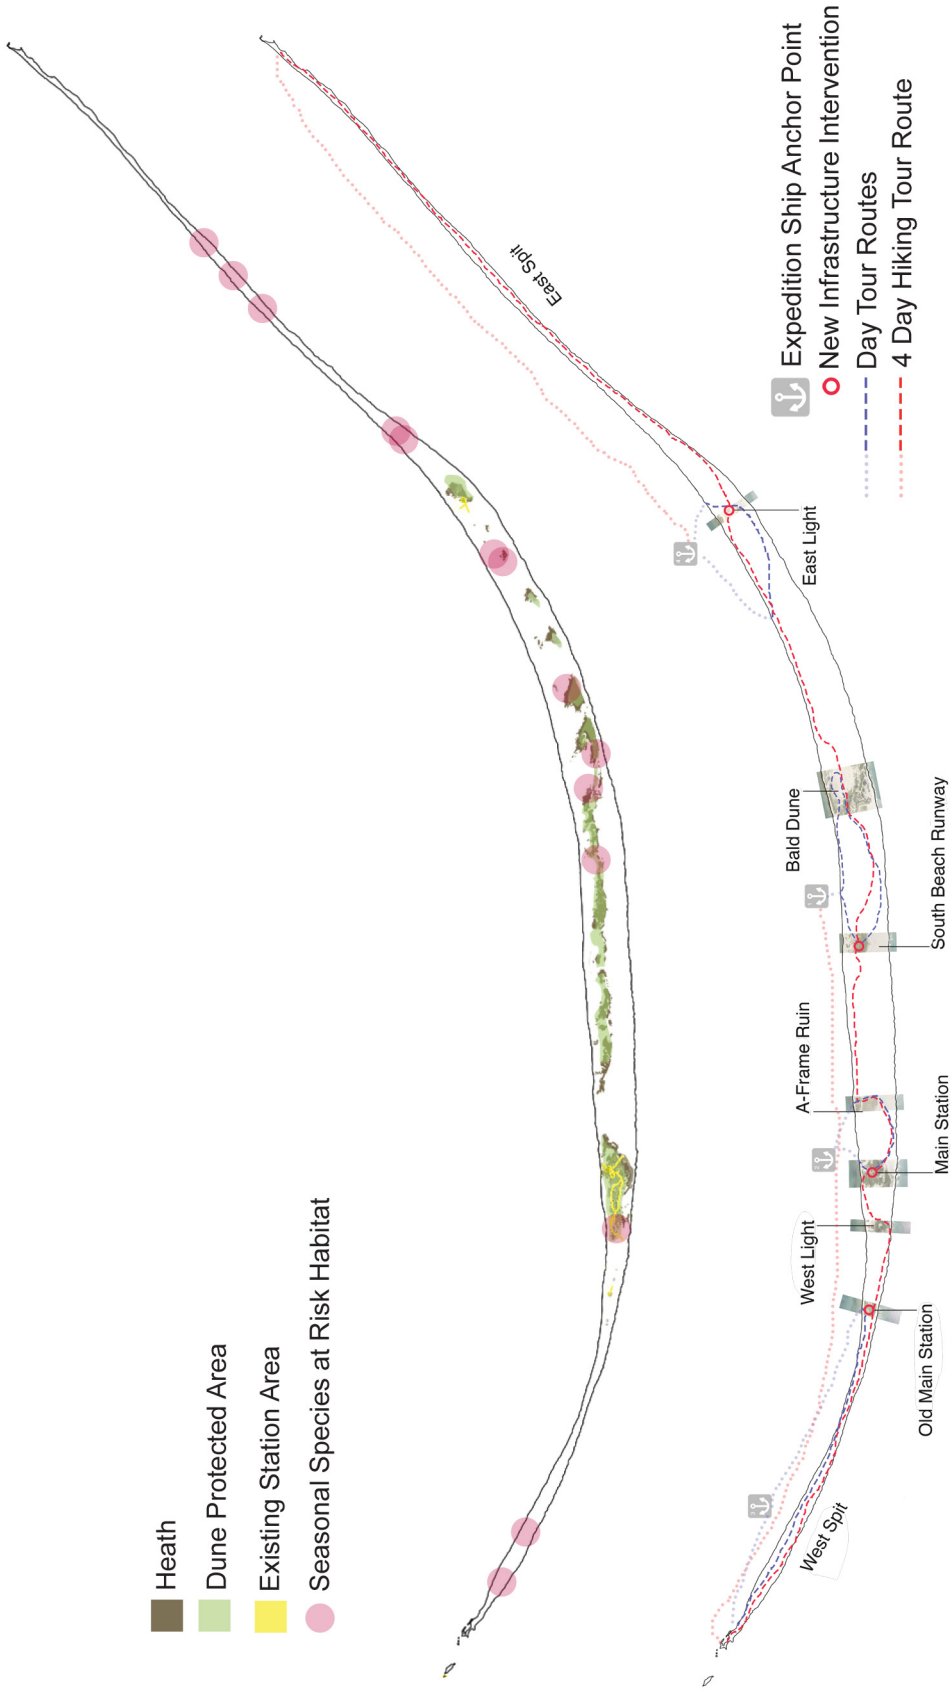 Heath
Dune Protected Area
Existing Station Area
Seasonal Species at Risk Habitat
Expedition Ship Anchor Point
New Infrastructure Intervention
Day Tour Routes
4 Day Hiking Tour Route
East Spit
East Light
Bald Dune
South Beach Runway
A-Frame Ruin
Main Station
West Light
Old Main Station
West Spit